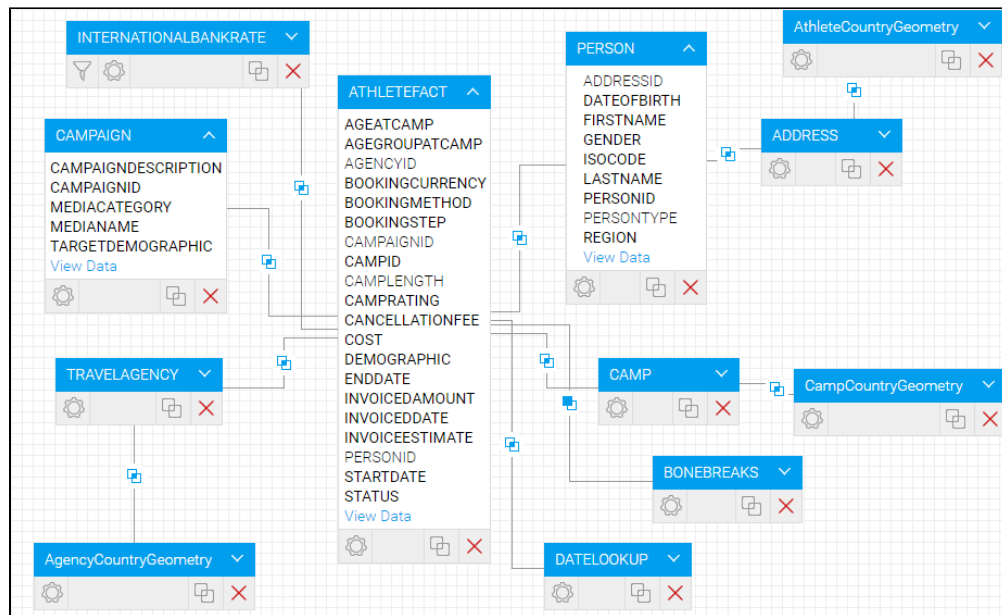 INTERNATIONALBANKRATE
CAMPAIGN
CAMPAIGNDESCRIPTION
CAMPAIGNID
MEDIACATEGORY
MEDIANAME
TARGETDEMOGRAPHIC
View Data
TRAVELAGENCY
AgencyCountryGeometry
ATHLETEFACT
AGEATCAMP
AGEGROUPATCAMP
AGENCYID
BOOKINGCURRENCY
BOOKINGMETHOD
BOOKINGSTEP
CAMPAIGNID
CAMPID
CAMPLENGTH
CAMPRATING
CANCELLATIONFEE
COST
DEMOGRAPHIC
ENDDATE
INVOICEDAMOUNT
INVOICEDDATE
INVOICEESTIMATE
PERSONID
STARTDATE
STATUS
View Data
PERSON
ADDRESSID
DATEOFBIRTH
FIRSTNAME
GENDER
ISOCODE
LASTNAME
PERSONID
PERSONTYPE
REGION
View Data
AthleteCountryGeometry
ADDRESS
CAMP
CampCountryGeometry
BONEBREAKS
DATELOOKUP